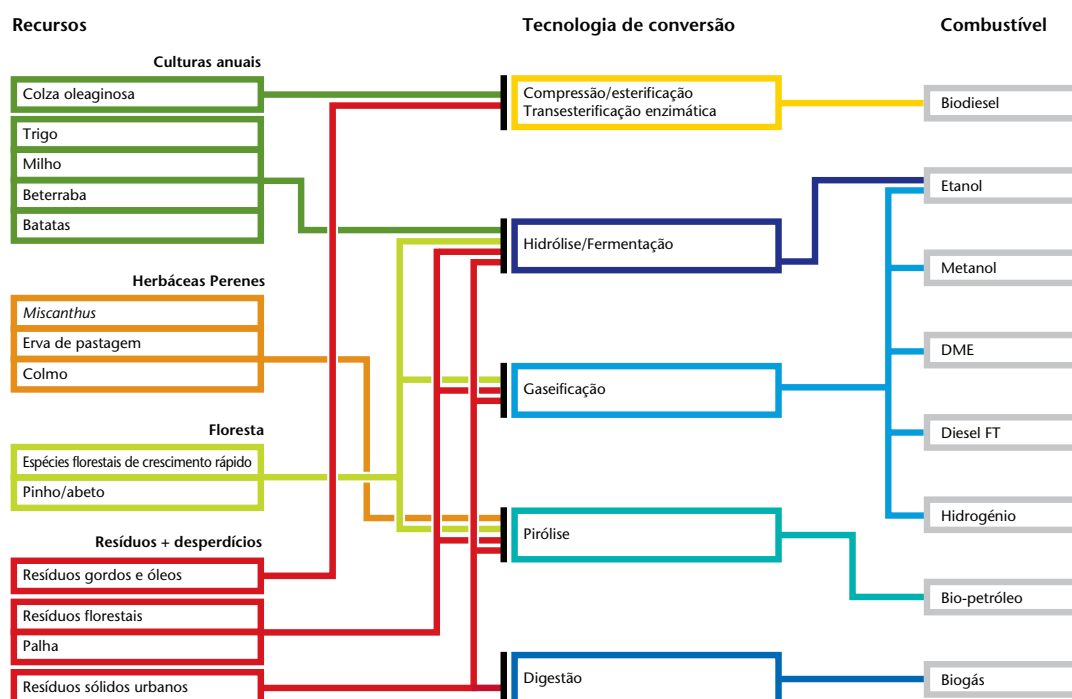 Recursos
Tecnologia de conversão
Combustível
Culturas anuais
Colza oleaginosa
Trigo
Milho
Beterraba
Batatas
Herbáceas Perenes
Miscanthus
Erva de pastagem
Colmo
Floresta
Espécies florestais de crescimento rápido
Pinho/abeto
Resíduos + desperdícios
Resíduos gordos e óleos
Resíduos florestais
Palha
Resíduos sólidos urbanos
Compressão/esterificação
Transesterificação enzimática
Hidrólise/Fermentação
Gaseificação
Pirólise
Digestão
Biodiesel
Etanol
Metanol
DME
Diesel FT
Hidrogénio
Bio-petróleo
Biogás